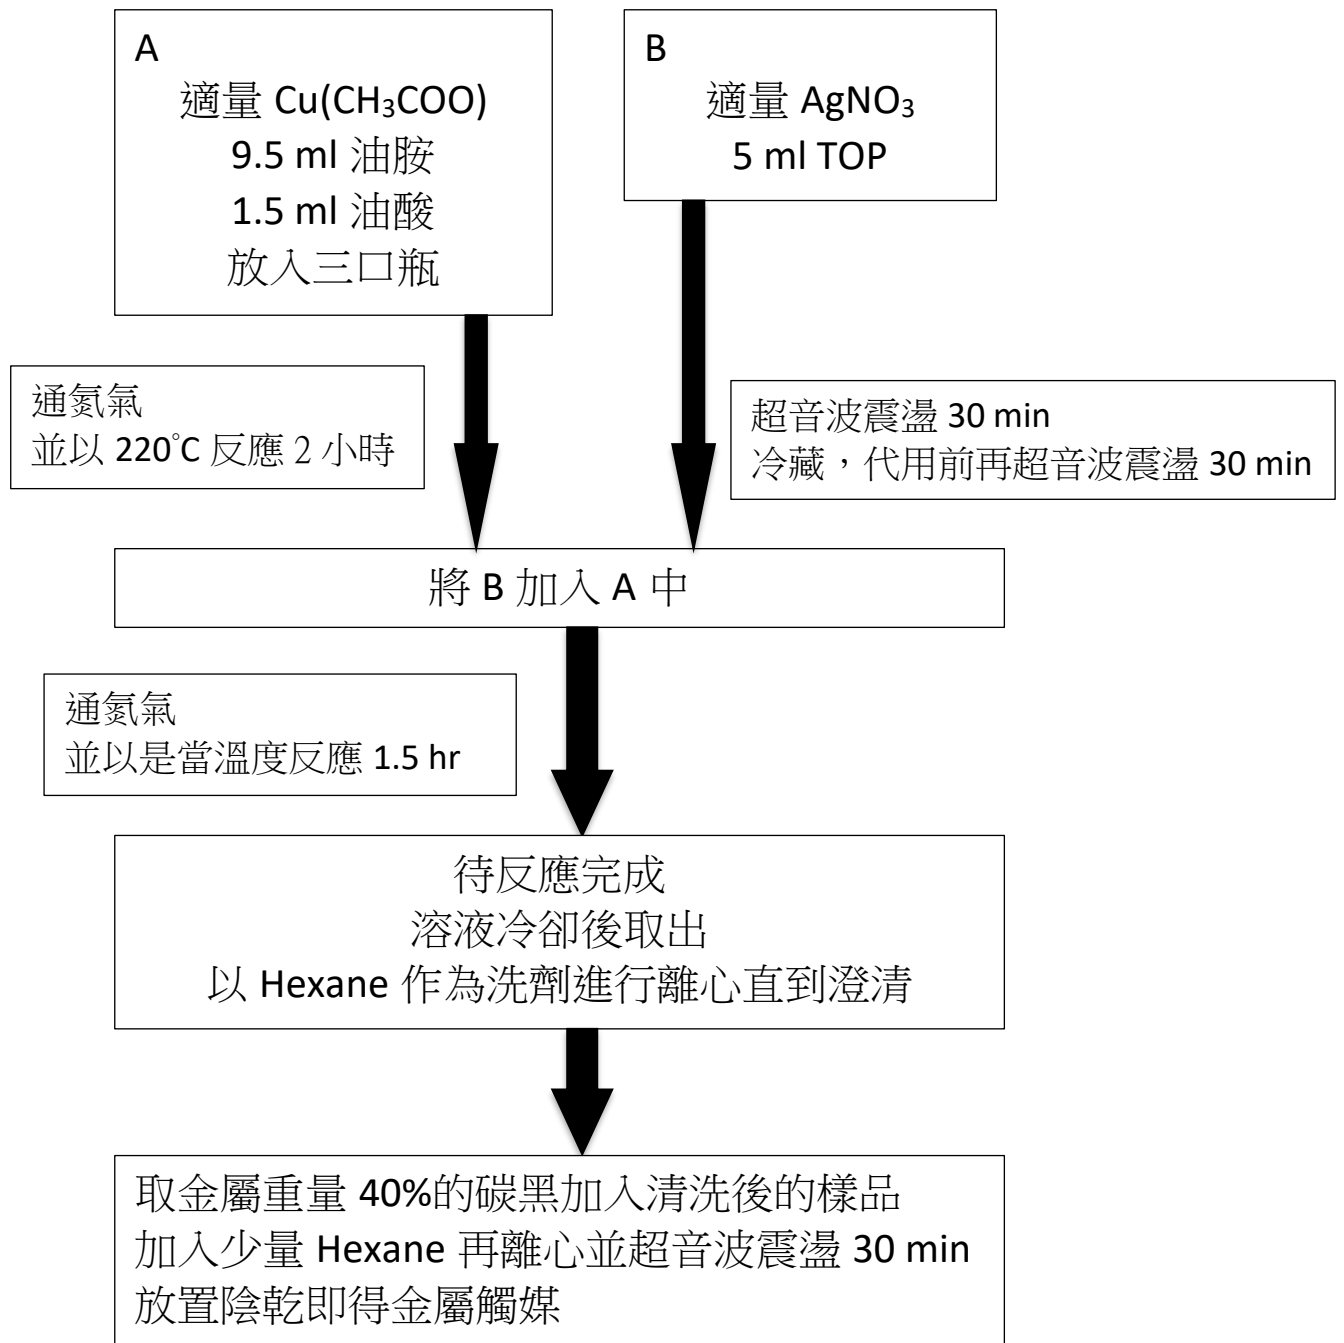 A
適量 Cu(CH₃COO)
9.5 ml 油胺
1.5 ml 油酸
放入三口瓶
B
適量 AgNO₃
5 ml TOP
通氮氣
並以 220°C 反應 2 小時
超音波震盪 30 min
冷藏，代用前再超音波震盪 30 min
將 B 加入 A 中
通氮氣
並以是當溫度反應 1.5 hr
待反應完成
溶液冷卻後取出
以 Hexane 作為洗劑進行離心直到澄清
取金屬重量 40%的碳黑加入清洗後的樣品
加入少量 Hexane 再離心並超音波震盪 30 min
放置陰乾即得金屬觸媒